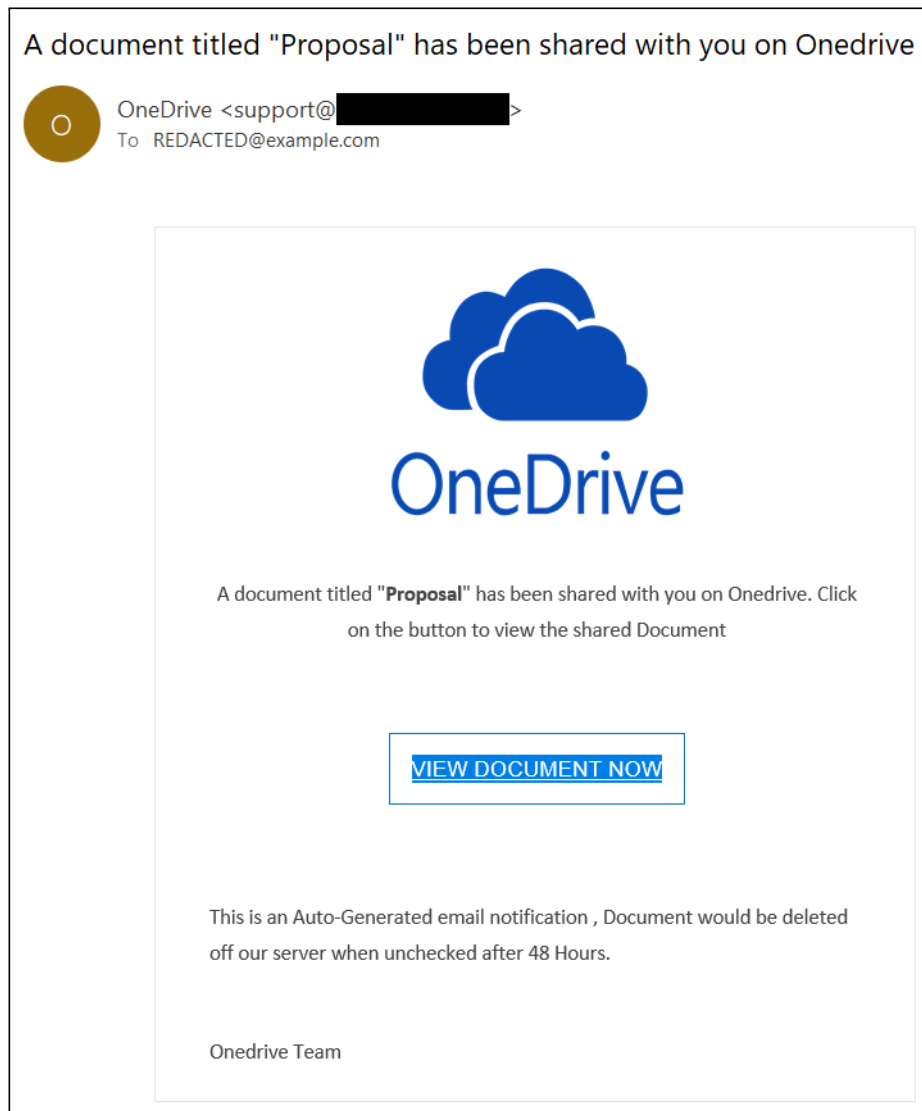 A document titled "Proposal" has been shared with you on Onedrive
O
OneDrive <support@ >
To REDACTED@example.com
OneDrive
A document titled "Proposal" has been shared with you on Onedrive. Click
on the button to view the shared Document
VIEW DOCUMENT NOW
This is an Auto-Generated email notification , Document would be deleted
off our server when unchecked after 48 Hours.
Onedrive Team